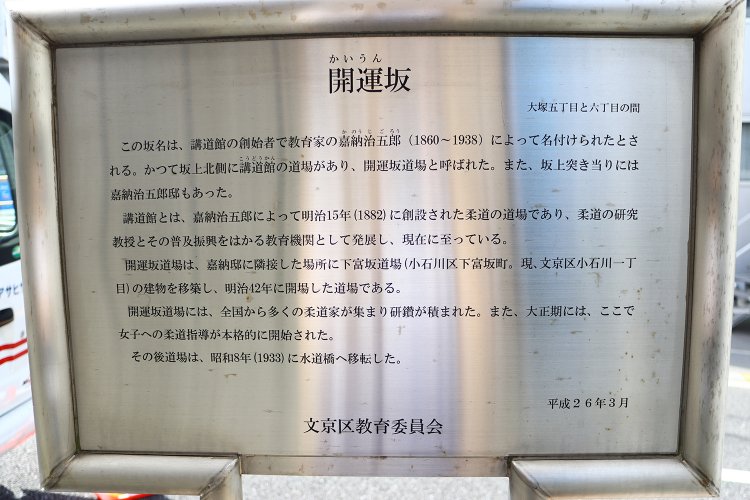 かいうん
開運坂
大塚五丁目と六丁目の間
かのうじごろう
この坂名は、講道館の創始者で教育家の嘉納治五郎（1860～1938）によって名付けられたとさ
こうどうかん
れる。かつて坂上北側に講道館の道場があり、開運坂道場と呼ばれた。また、坂上突き当りには
嘉納治五郎邸もあった。
講道館とは、嘉納治五郎によって明治15年(1882)に創設された柔道の道場であり、柔道の研究
教授とその普及振興をはかる教育機関として発展し、現在に至っている。
開運坂道場は、嘉納邸に隣接した場所に下富坂道場(小石川区下富坂町。現、文京区小石川一丁
目)の建物を移築し、明治42年に開場した道場である。
開運坂道場には、全国から多くの柔道家が集まり研鑽が積まれた。また、大正期には、ここで
女子への柔道指導が本格的に開始された。
その後道場は、昭和8年(1933)に水道橋へ移転した。
平成２６年３月
文京区教育委員会
アサヒ